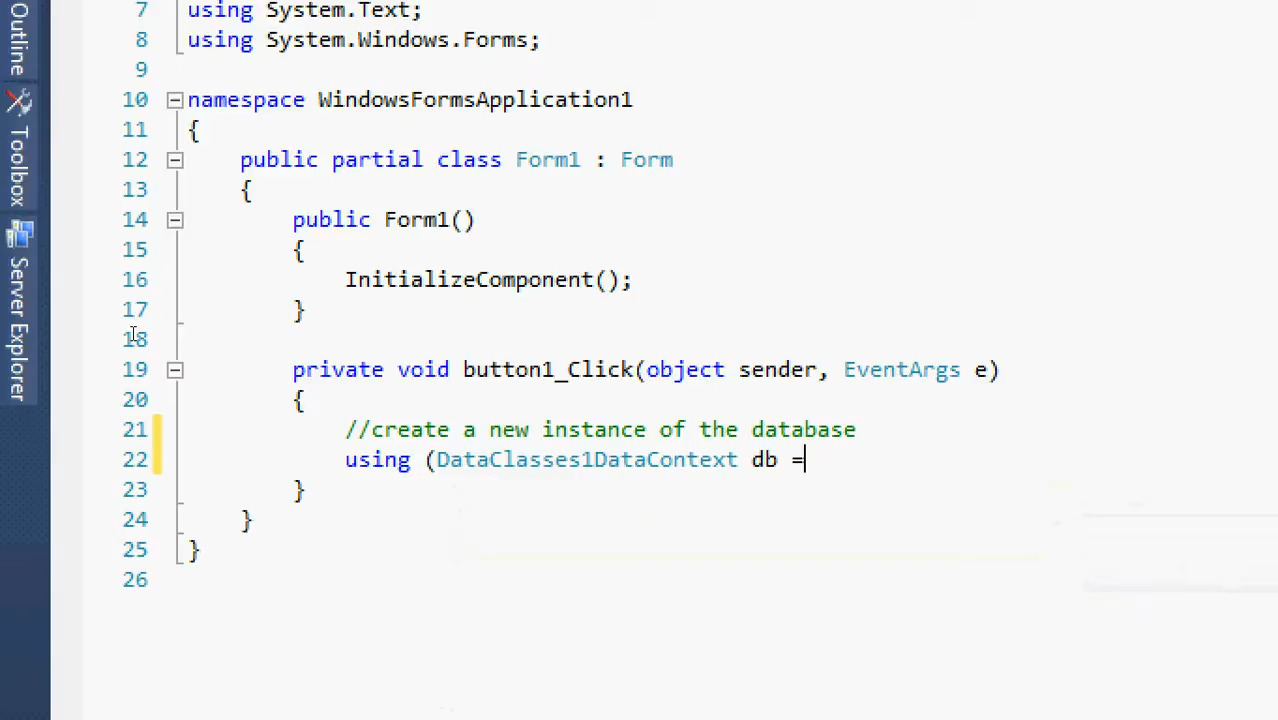 Outline
Toolbox
Server Explorer
7 using System.Text;
8 using System.Windows.Forms;
9
10 namespace WindowsFormsApplication1
11 {
12 public partial class Form1 : Form
13 {
14 public Form1()
15 {
16 InitializeComponent();
17 }
18
19 private void button1_Click(object sender, EventArgs e)
20 {
21 //create a new instance of the database
22 using (DataClasses1DataContext db =
23 }
24 }
25 }
26